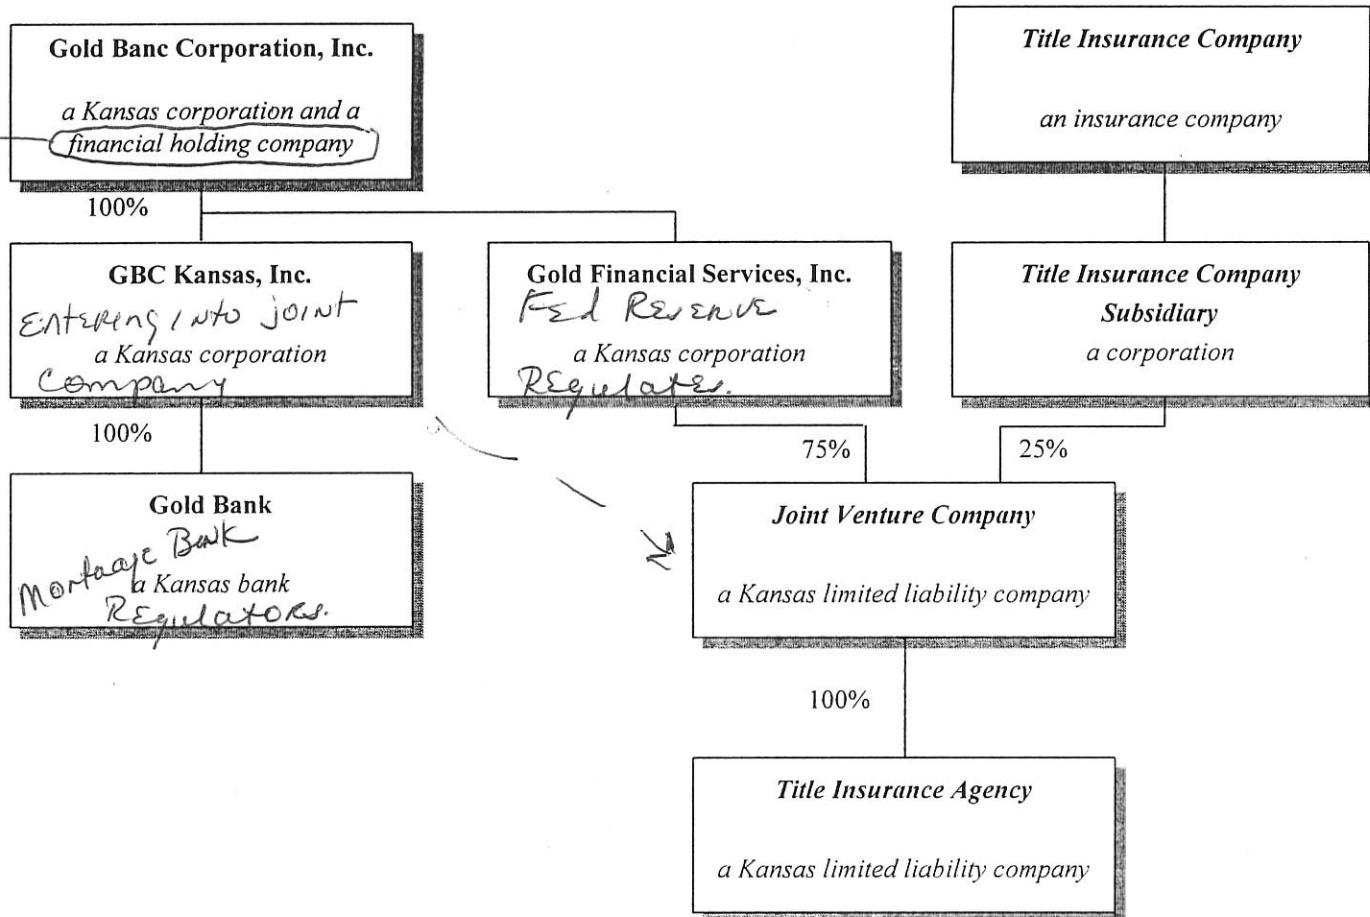 Gold Banc Corporation, Inc.
a Kansas corporation and a
financial holding company
Title Insurance Company
an insurance company
100%
GBC Kansas, Inc.
Entering into joint
a Kansas corporation
Company
Gold Financial Services, Inc.
Fed Reserve
a Kansas corporation
Regulates.
Title Insurance Company
Subsidiary
a corporation
100%
75%
25%
Gold Bank
Mortgage Bank
a Kansas bank
Regulators.
Joint Venture Company
a Kansas limited liability company
100%
Title Insurance Agency
a Kansas limited liability company